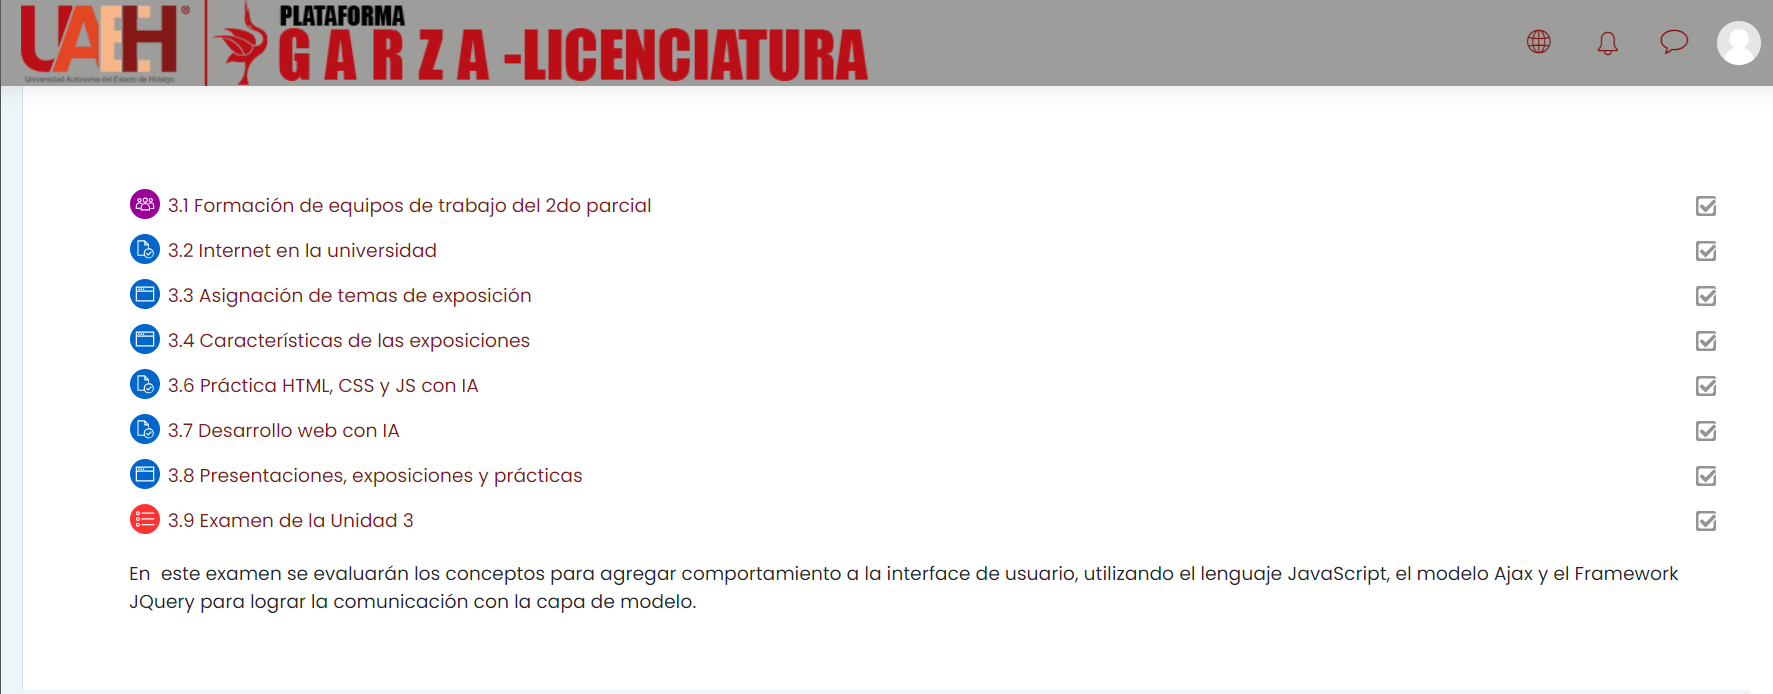 UAEH®
Universidad Autónoma del Estado de Hidalgo
PLATAFORMA
GARZA -LICENCIATURA
3.1 Formación de equipos de trabajo del 2do parcial
3.2 Internet en la universidad
3.3 Asignación de temas de exposición
3.4 Características de las exposiciones
3.6 Práctica HTML, CSS y JS con IA
3.7 Desarrollo web con IA
3.8 Presentaciones, exposiciones y prácticas
3.9 Examen de la Unidad 3
En  este examen se evaluarán los conceptos para agregar comportamiento a la interface de usuario, utilizando el lenguaje JavaScript, el modelo Ajax y el Framework
JQuery para lograr la comunicación con la capa de modelo.